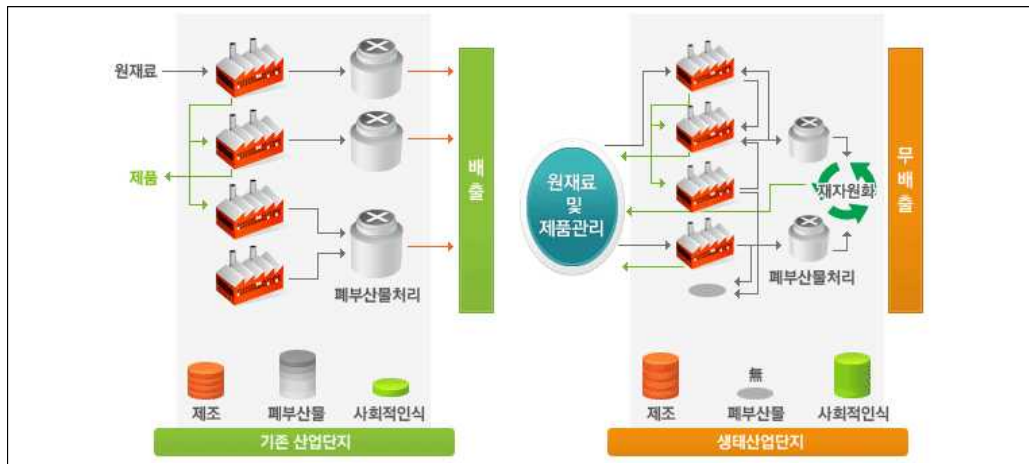 원재료
제품
폐부산물처리
배
출
제조
폐부산물
사회적인식
기존 산업단지
원재료
및
제품관리
재자원화
폐부산물처리
무
배
출
제조
無
폐부산물
사회적인식
생태산업단지